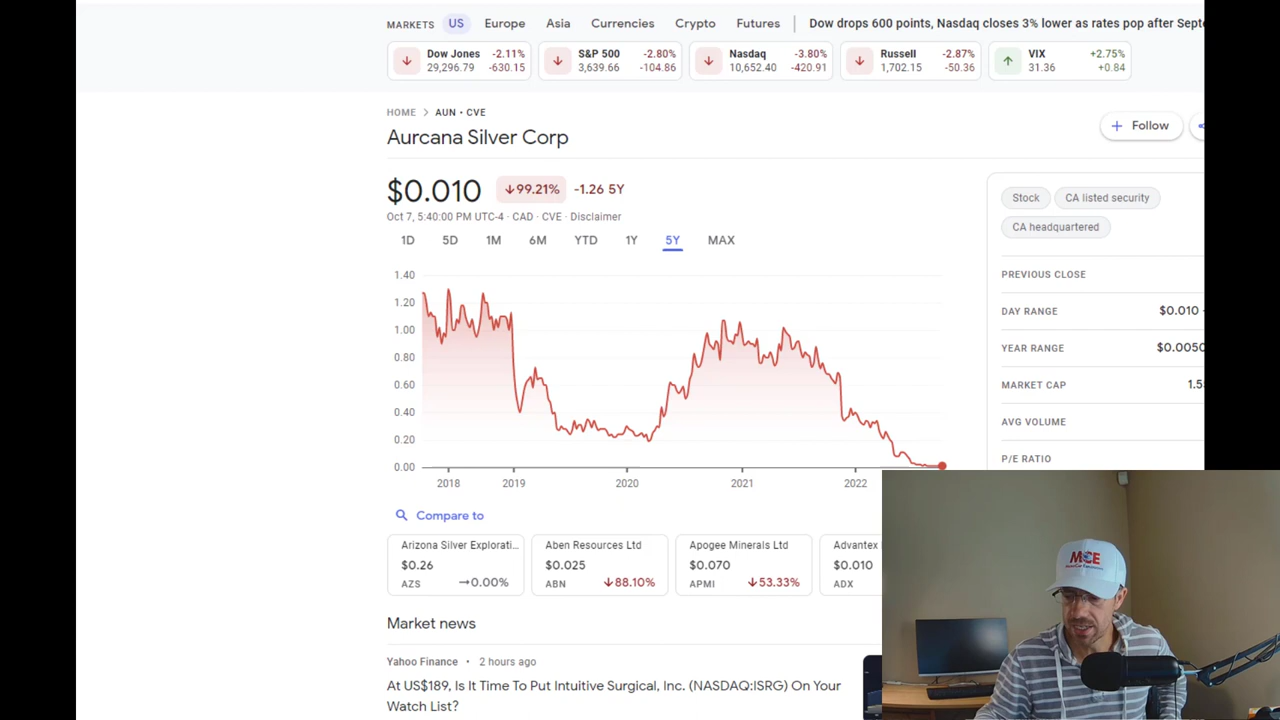 MARKETS US Europe Asia Currencies Crypto Futures Dow drops 600 points, Nasdaq closes 3% lower as rates pop after Septe
Dow Jones -2.11% S&P 500 -2.80% Nasdaq -3.80% Russell -2.87% VIX +2.75%
29,296.79 -630.15 3,639.66 -104.86 10,652.40 -420.91 1,702.15 -50.36 31.36 +0.84
HOME > AUN • CVE
Aurcana Silver Corp
+ Follow
$0.010 ↓99.21% -1.26 5Y
Oct 7, 5:40:00 PM UTC-4 · CAD · CVE · Disclaimer
1D 5D 1M 6M YTD 1Y 5Y MAX
1.40
1.20
1.00
0.80
0.60
0.40
0.20
0.00
2018 2019 2020 2021 2022
Stock CA listed security
CA headquartered
PREVIOUS CLOSE
DAY RANGE $0.010 -
YEAR RANGE $0.0050
MARKET CAP 1.5
AVG VOLUME
P/E RATIO
Compare to
Arizona Silver Explorati... Aben Resources Ltd Apogee Minerals Ltd Advantex
$0.26 $0.025 $0.070 $0.010
AZS →0.00% ABN ↓88.10% APMI ↓53.33% ADX
Market news
Yahoo Finance • 2 hours ago
At US$189, Is It Time To Put Intuitive Surgical, Inc. (NASDAQ:ISRG) On Your
Watch List?
MCE